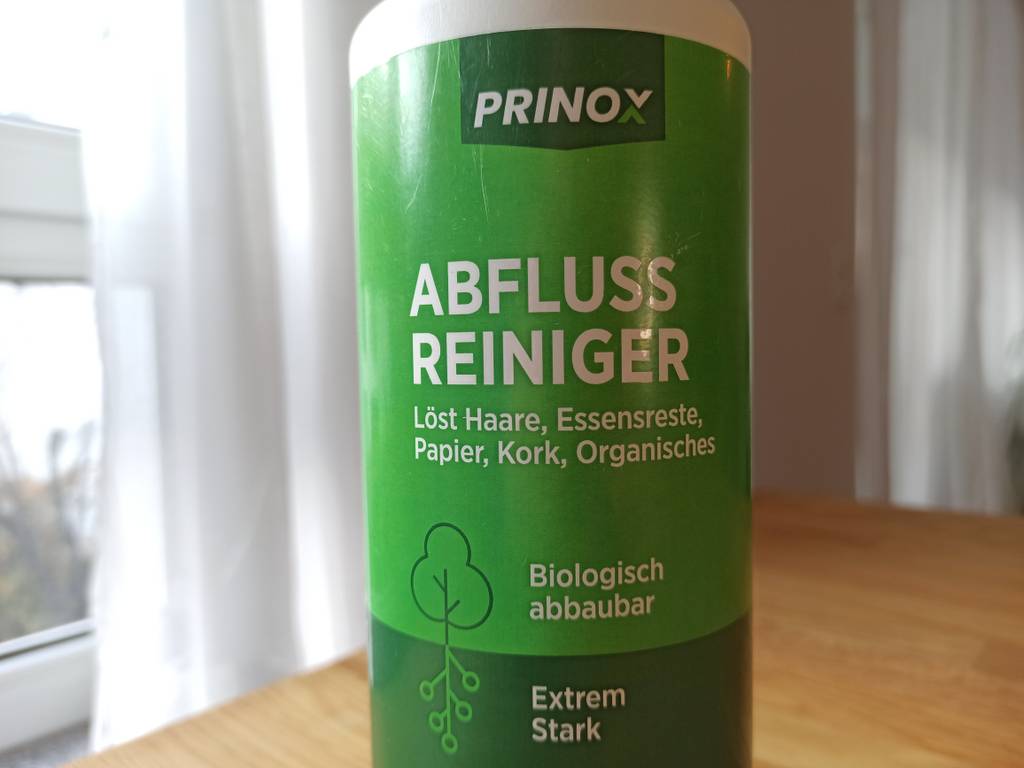 PRINOX
ABFLUSS
REINIGER
Löst Haare, Essensreste,
Papier, Kork, Organisches
Biologisch
abbaubar
Extrem
Stark